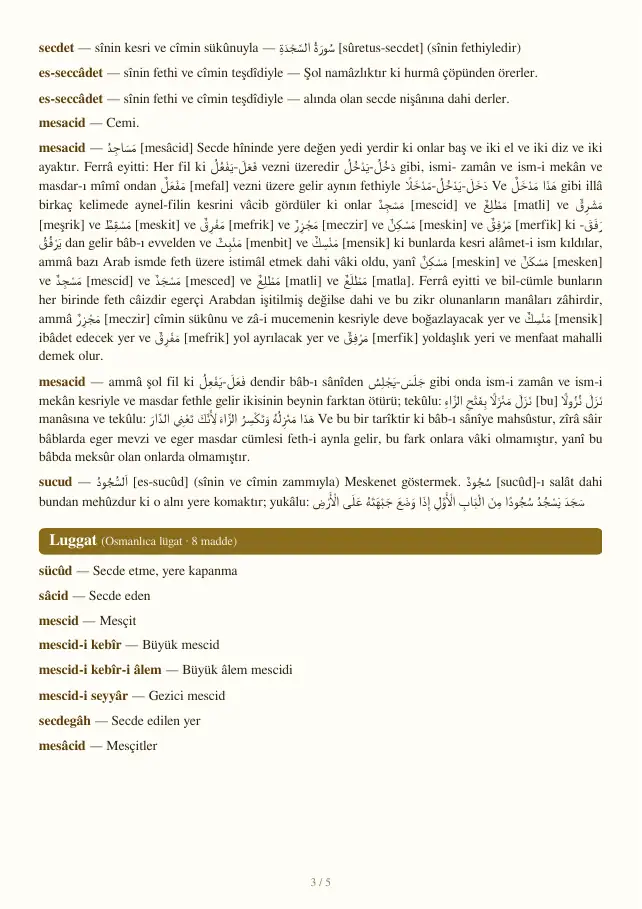 secdet — sînin kesri ve cîmin sükûnuyla — سُورَةُ السَّجْدَةِ [sûretus-secdet] (sînin fethiyledir)
es-seccâdet — sînin fethi ve cîmin teşdîdiyle — Şol namâzlıktır ki hurmâ çöpünden örerler.
es-seccâdet — sînin fethi ve cîmin teşdîdiyle — alında olan secde nişânına dahi derler.
mesacid — Cemi.
mesacid — مَسَاجِدُ [mesâcid] Secde hîninde yere değen yedi yerdir ki onlar baş ve iki el ve iki diz ve iki
ayaktır. Ferrâ eyitti: Her fiil ki فَعَلَ-يَفْعُلُ vezni üzeredir دَخُلُ-يَدْخُلُ gibi, ismi- zamân ve ism-i mekân ve
masdar-ı mîmî ondan مَفْعَلٌ [mefal] vezni üzere gelir aynın fethiyle دَخَلَ-يَدْخُلُ-مَدْخَلًا Ve هَذَا مَدْخَلٌ gibi illâ
birkaç kelimede aynel-filin kesrini vâcib gördüler ki onlar مَسْجِدٌ [mescid] ve مَطْلِعٌ [matli] ve مَشْرِقٌ
[meşrik] ve مَسْقِطٌ [meskit] ve مَفْرِقٌ [mefrik] ve مَجْزِرٌ [meczir] ve مَسْكِنٌ [meskin] ve مَرْفِقٌ [merfik] ki رَفَقَ-
يَرْفُقُ dan gelir bâb-ı evvelden ve مَنْبِتٌ [menbit] ve مَنْسِكٌ [mensik] ki bunlarda kesri alâmet-i ism kıldılar,
ammâ bazı Arab ismde feth üzere istimâl etmek dahi vâki oldu, yanî مَسْكِنٌ [meskin] ve مَسْكَنٌ [mesken]
ve مَسْجِدٌ [mescid] ve مَسْجَدٌ [mesced] ve مَطْلِعٌ [matli] ve مَطْلَعٌ [matla]. Ferrâ eyitti ve bil-cümle bunların
her birinde feth câizdir egerçi Arabdan işitilmiş değilse dahi ve bu zikr olunanların manâları zâhirdir,
ammâ مَجْزِرٌ [meczir] cîmin sükûnu ve zâ-i mucemenin kesriyle deve boğazlayacak yer ve مَنْسِكٌ [mensik]
ibâdet edecek yer ve مَفْرِقٌ [mefrik] yol ayrılacak yer ve مَرْفِقٌ [merfik] yoldaşlık yeri ve menfaat mahalli
demek olur.
mesacid — ammâ şol fil ki فَعَلَ-يَفْعِلُ dendir bâb-ı sânîden جَلَسَ-يَجْلِسُ gibi onda ism-i zamân ve ism-i
mekân kesriyle ve masdar fethle gelir ikisinin beynin farktan ötürü; tekûlu: نَزَلَ مَنْزَلًا بِفَتْحِ الزَّاءِ [bu] نَزَلَ نُزُولًا
manâsına ve tekûlu: هَذَا مَنْزِلُهُ وَتَكْسِرُ الزَّاءَ لِأَنَّكَ تَعْنِي الدَّارَ Ve bu bir tarîktir ki bâb-ı sânîye mahsûstur, zîrâ sâir
bâblarda eger mevzi ve eger masdar cümlesi feth-i aynla gelir, bu fark onlara vâki olmamıştır, yanî bu
bâbda meksûr olan onlarda olmamıştır.
sucud — اَلسُّجُودُ [es-sucûd] (sînin ve cîmin zammıyla) Meskenet göstermek. سُجُودٌ [sucûd]-ı salât dahi
bundan mehûzdur ki o alnı yere komaktır; yukâlu: سَجَدَ يَسْجُدُ سُجُودًا مِنَ الْبَابِ الْأَوَّلِ إِذَا وَضَعَ جَبْهَتَهُ عَلَى الْأَرْضِ
Luggat (Osmanlıca lügat · 8 madde)
sücûd — Secde etme, yere kapanma
sâcid — Secde eden
mescid — Mesçit
mescid-i kebîr — Büyük mescid
mescid-i kebîr-i âlem — Büyük âlem mescidi
mescid-i seyyâr — Gezici mescid
secdegâh — Secde edilen yer
mesâcid — Mesçitler
3 / 5